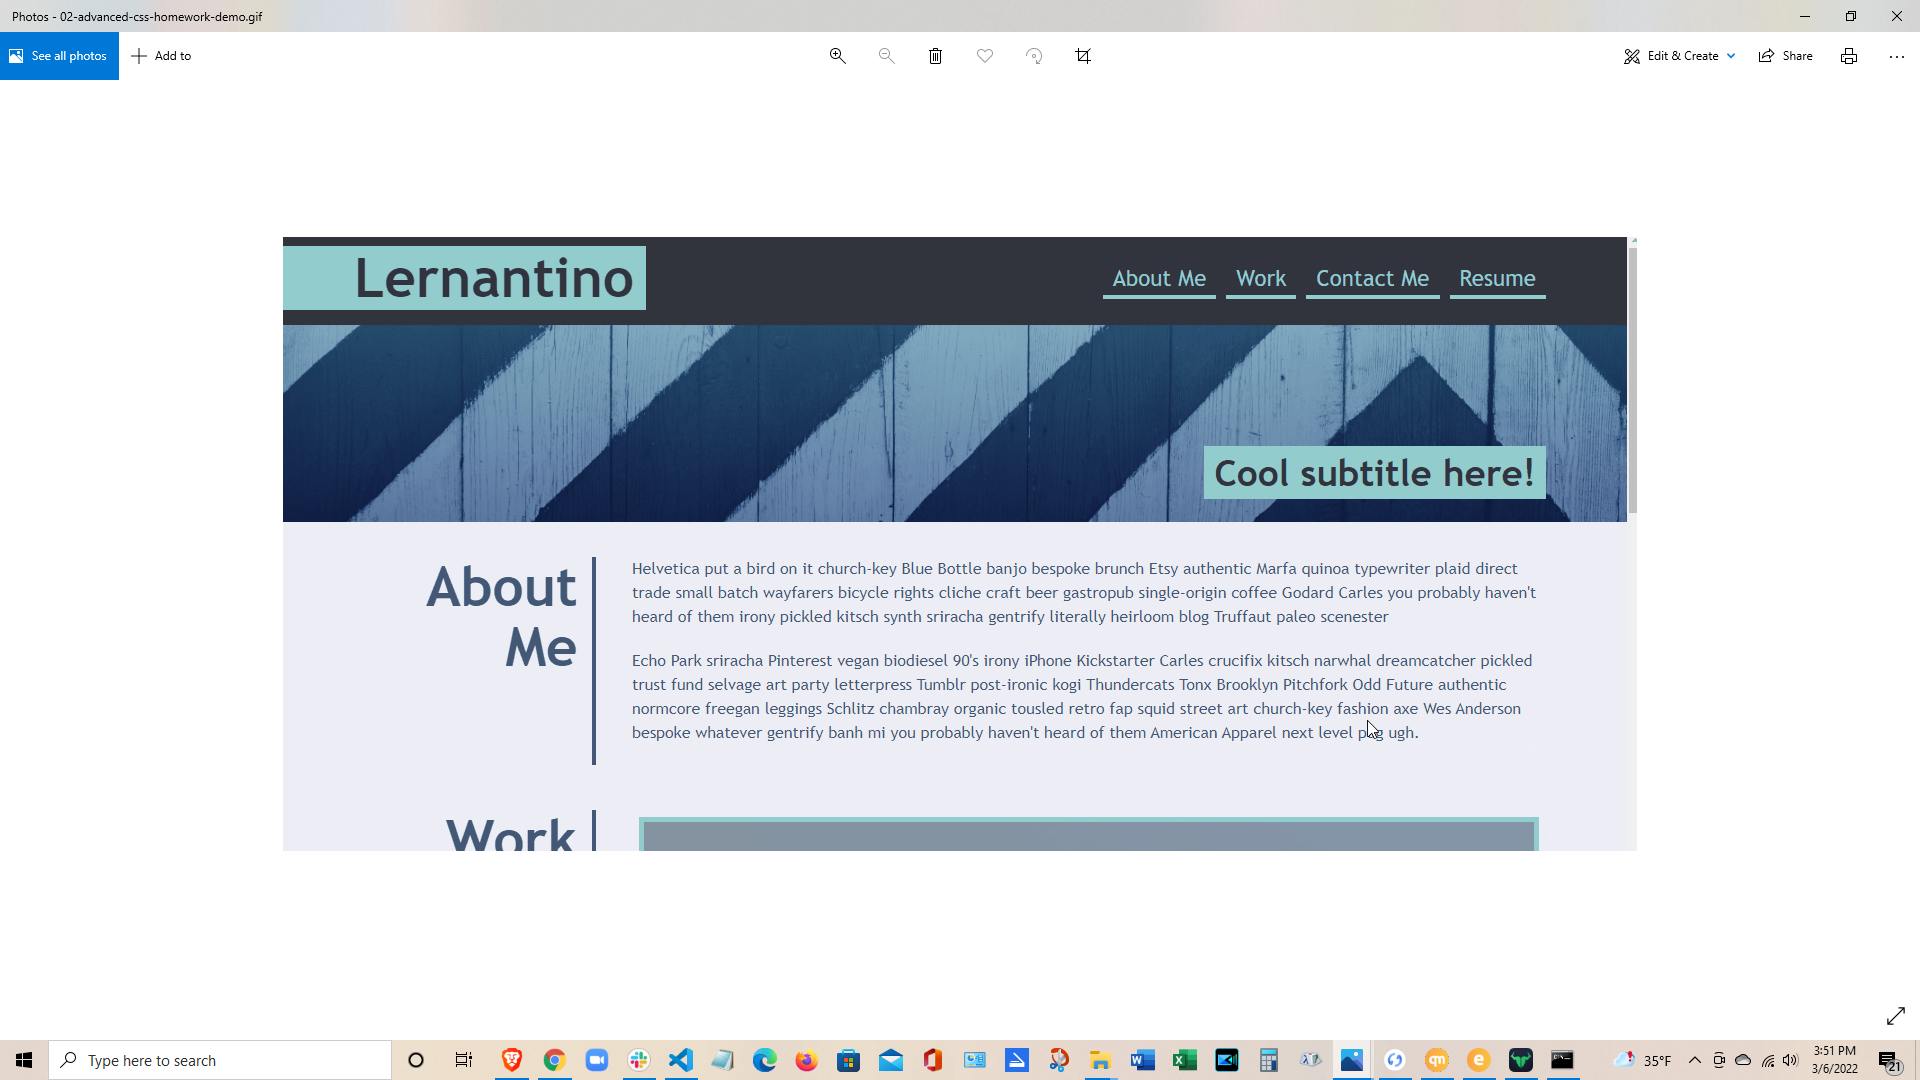 Photos - 02-advanced-css-homework-demo.gif
See all photos
Add to
Edit & Create
Share
Lernantino
About Me
Work
Contact Me
Resume
Cool subtitle here!
About
Me
Helvetica put a bird on it church-key Blue Bottle banjo bespoke brunch Etsy authentic Marfa quinoa typewriter plaid direct
trade small batch wayfarers bicycle rights cliche craft beer gastropub single-origin coffee Godard Carles you probably haven't
heard of them irony pickled kitsch synth sriracha gentrify literally heirloom blog Truffaut paleo scenester
Echo Park sriracha Pinterest vegan biodiesel 90's irony iPhone Kickstarter Carles crucifix kitsch narwhal dreamcatcher pickled
trust fund selvage art party letterpress Tumblr post-ironic kogi Thundercats Tonx Brooklyn Pitchfork Odd Future authentic
normcore freegan leggings Schlitz chambray organic tousled retro fap squid street art church-key fashion axe Wes Anderson
bespoke whatever gentrify banh mi you probably haven't heard of them American Apparel next level ugh.
Work
Type here to search
35°F
3:51 PM
3/6/2022
21